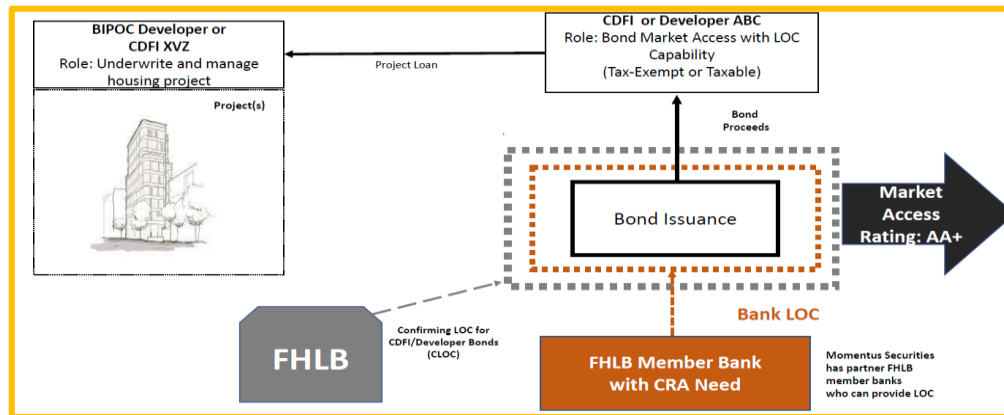 BIPOC Developer or
CDFI XVZ
Role: Underwrite and manage
housing project
Project(s)
Project Loan
CDFI or Developer ABC
Role: Bond Market Access with LOC
Capability
(Tax-Exempt or Taxable)
Bond
Proceeds
Bond Issuance
Market
Access
Rating: AA+
Bank LOC
FHLB
Confirming LOC for
CDFI/Developer Bonds
(CLOC)
FHLB Member Bank
with CRA Need
Momentus Securities
has partner FHLB
member banks
who can provide LOC